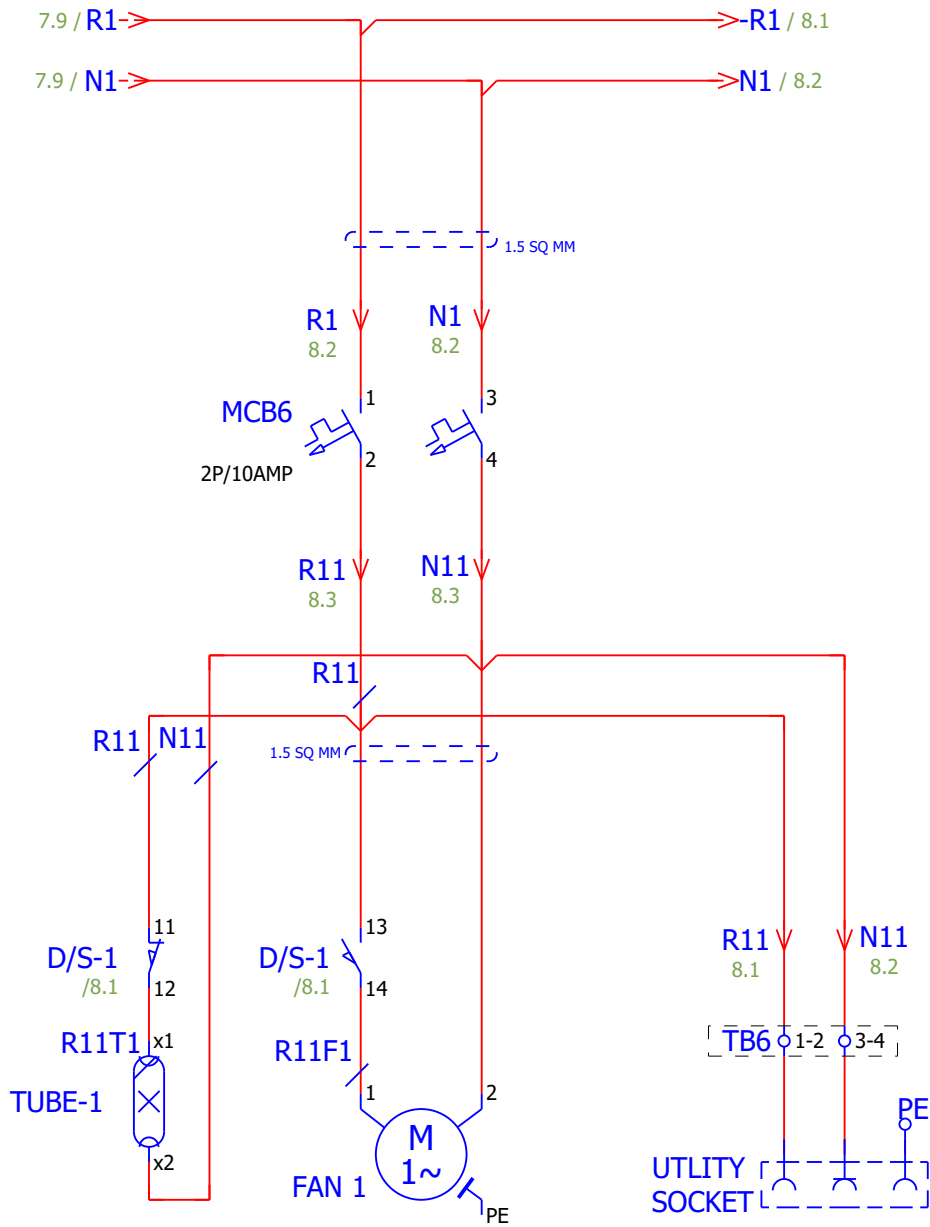 7.9 / R1
-R1 / 8.1
7.9 / N1
N1 / 8.2
1.5 SQ MM
R1
8.2
N1
8.2
MCB6
1
3
2P/10AMP
2
4
R11
8.3
N11
8.3
R11
R11
N11
1.5 SQ MM
11
13
D/S-1
/8.1
D/S-1
/8.1
12
14
R11
8.1
N11
8.2
R11T1
x1
R11F1
TB6
1-2
3-4
TUBE-1
1
2
M
1~
PE
x2
FAN 1
PE
UTLITY
SOCKET